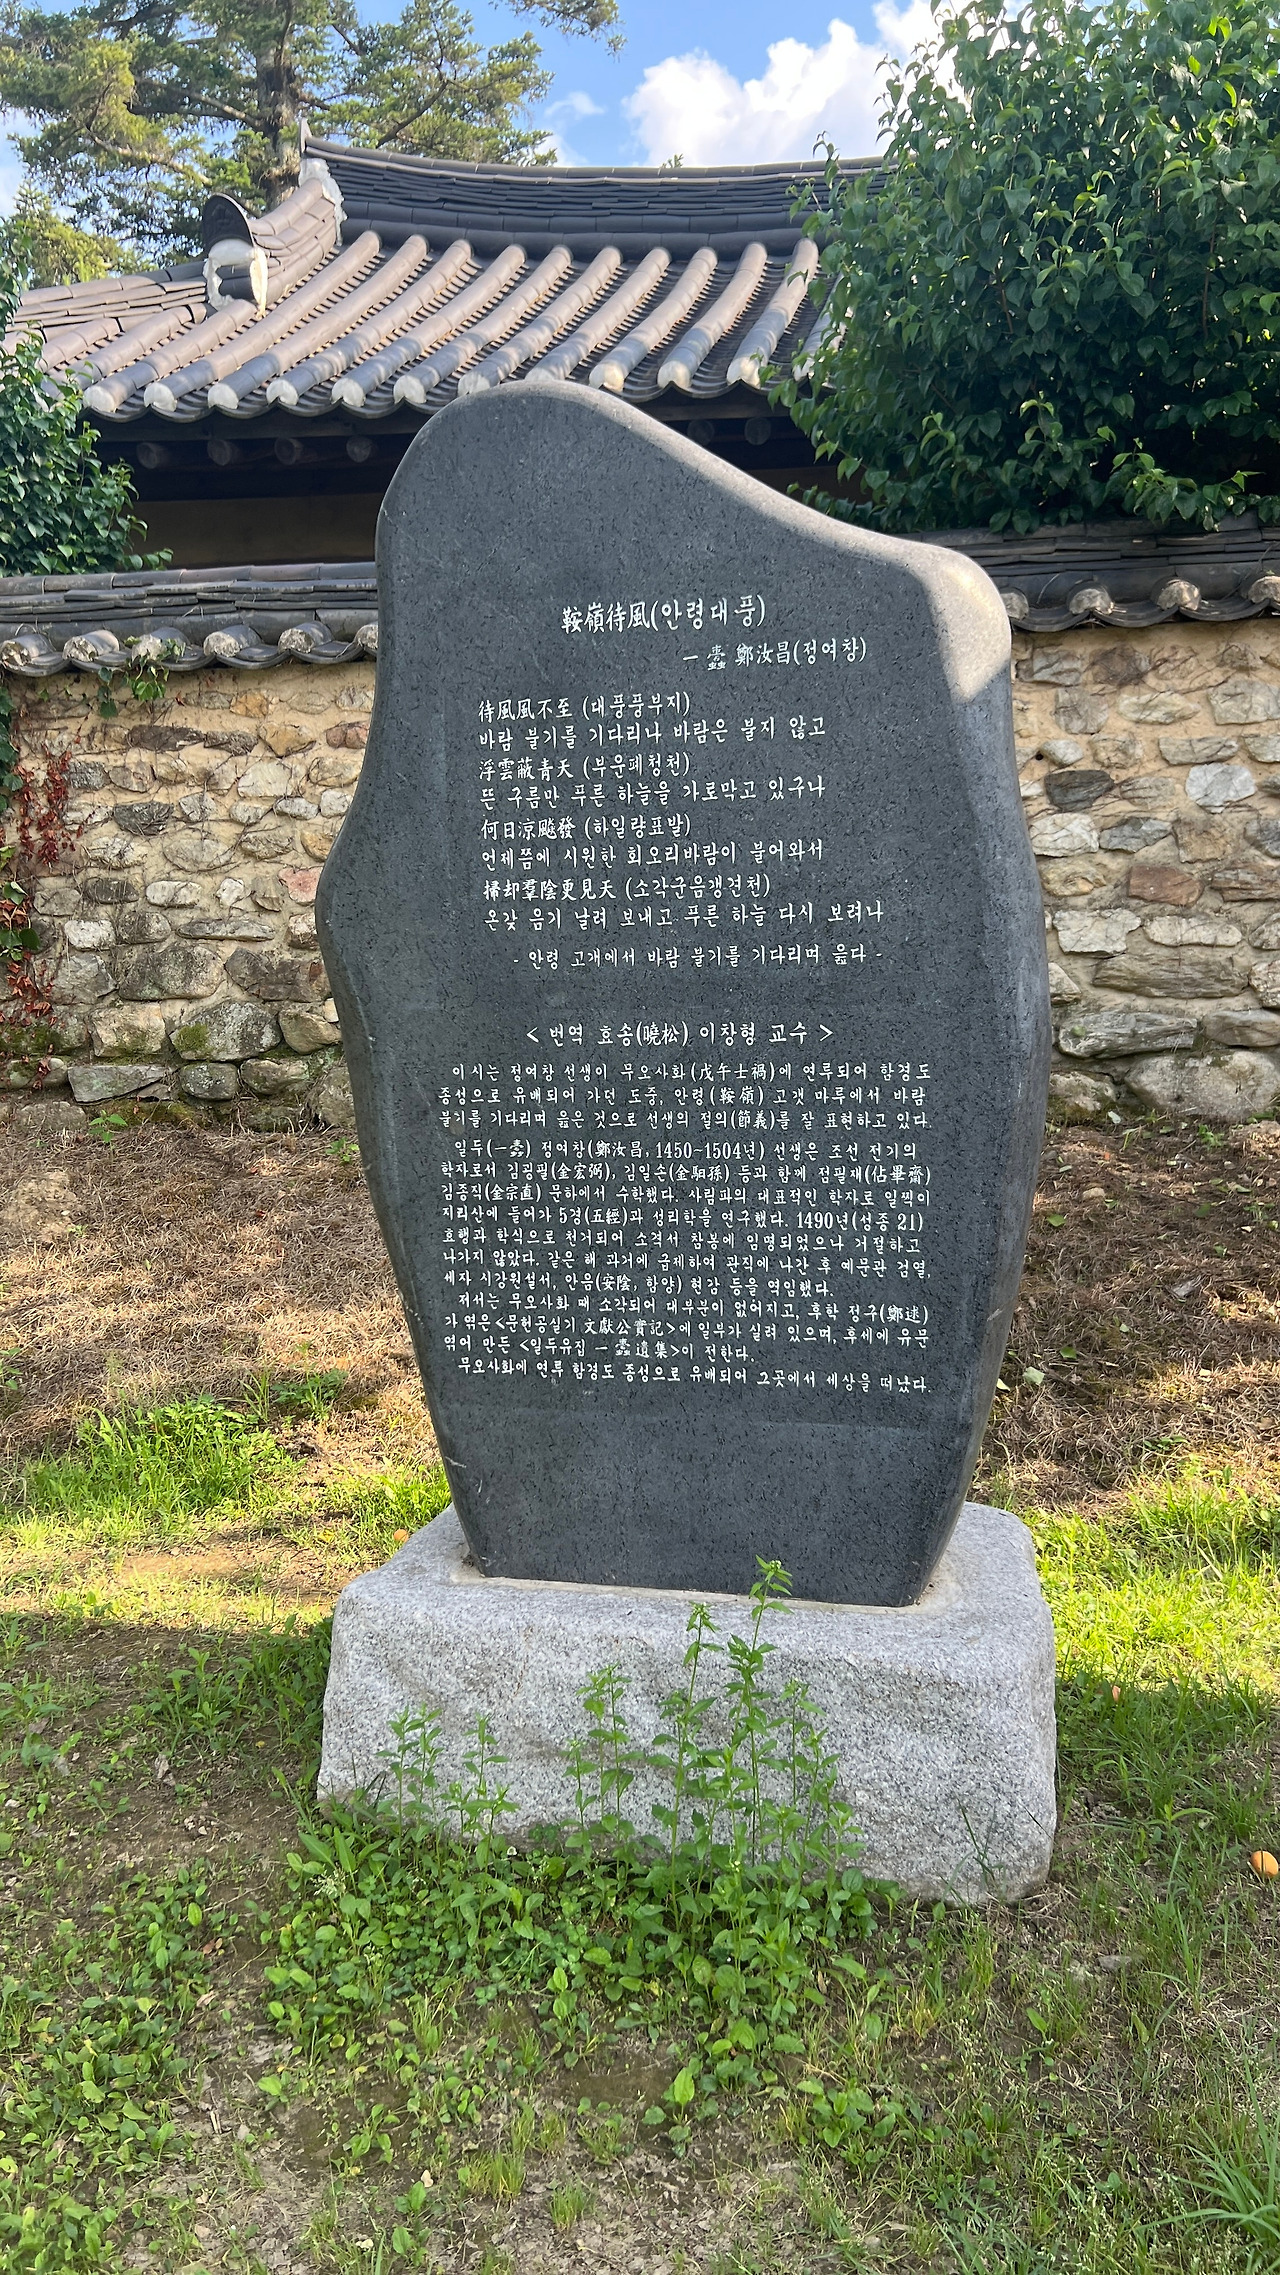 鞍嶺待風(안령대풍)
一蠹 鄭汝昌(정여창)
待風風不至 (대풍풍부지)
바람 불기를 기다리나 바람은 불지 않고
浮雲蔽青天 (부운폐청천)
뜬 구름만 푸른 하늘을 가로막고 있구나
何日涼飈發 (하일량표발)
언제쯤에 시원한 회오리바람이 불어와서
掃却羣陰更見天 (소각군음갱견천)
온갖 음기 날려 보내고 푸른 하늘 다시 보려나
- 안령 고개에서 바람 불기를 기다리며 읊다 -
< 번역 효송(曉松) 이창형 교수 >
이시는 정여창 선생이 무오사화(戊午士禍)에 연루되어 함경도
종성으로 유배되어 가던 도중, 안령(鞍嶺) 고갯 마루에서 바람
불기를 기다리며 읊은 것으로 선생의 절의(節義)를 잘 표현하고 있다.
일두(一蠹) 정여창(鄭汝昌, 1450~1504년) 선생은 조선 전기의
학자로서 김굉필(金宏弼), 김일손(金馹孫) 등과 함께 점필재(佔畢齋)
김종직(金宗直) 문하에서 수학했다. 사림파의 대표적인 학자로 일찍이
지리산에 들어가 5경(五經)과 성리학을 연구했다. 1490년(성종 21)
효행과 학식으로 천거되어 소격서 참봉에 임명되었으나 거절하고
나가지 않았다. 같은 해 과거에 급제하여 관직에 나간 후 예문관 검열,
세자 시강원설서, 안음(安陰, 함양) 현감 등을 역임했다.
저서는 무오사화 때 소각되어 대부분이 없어지고, 후학 정구(鄭逑)
가 엮은<문헌공실기 文獻公實記>에 일부가 실려 있으며, 후세에 유문
엮어 만든 <일두유집 一蠹遺集>이 전한다.
무오사화에 연루 함경도 종성으로 유배되어 그곳에서 세상을 떠났다.